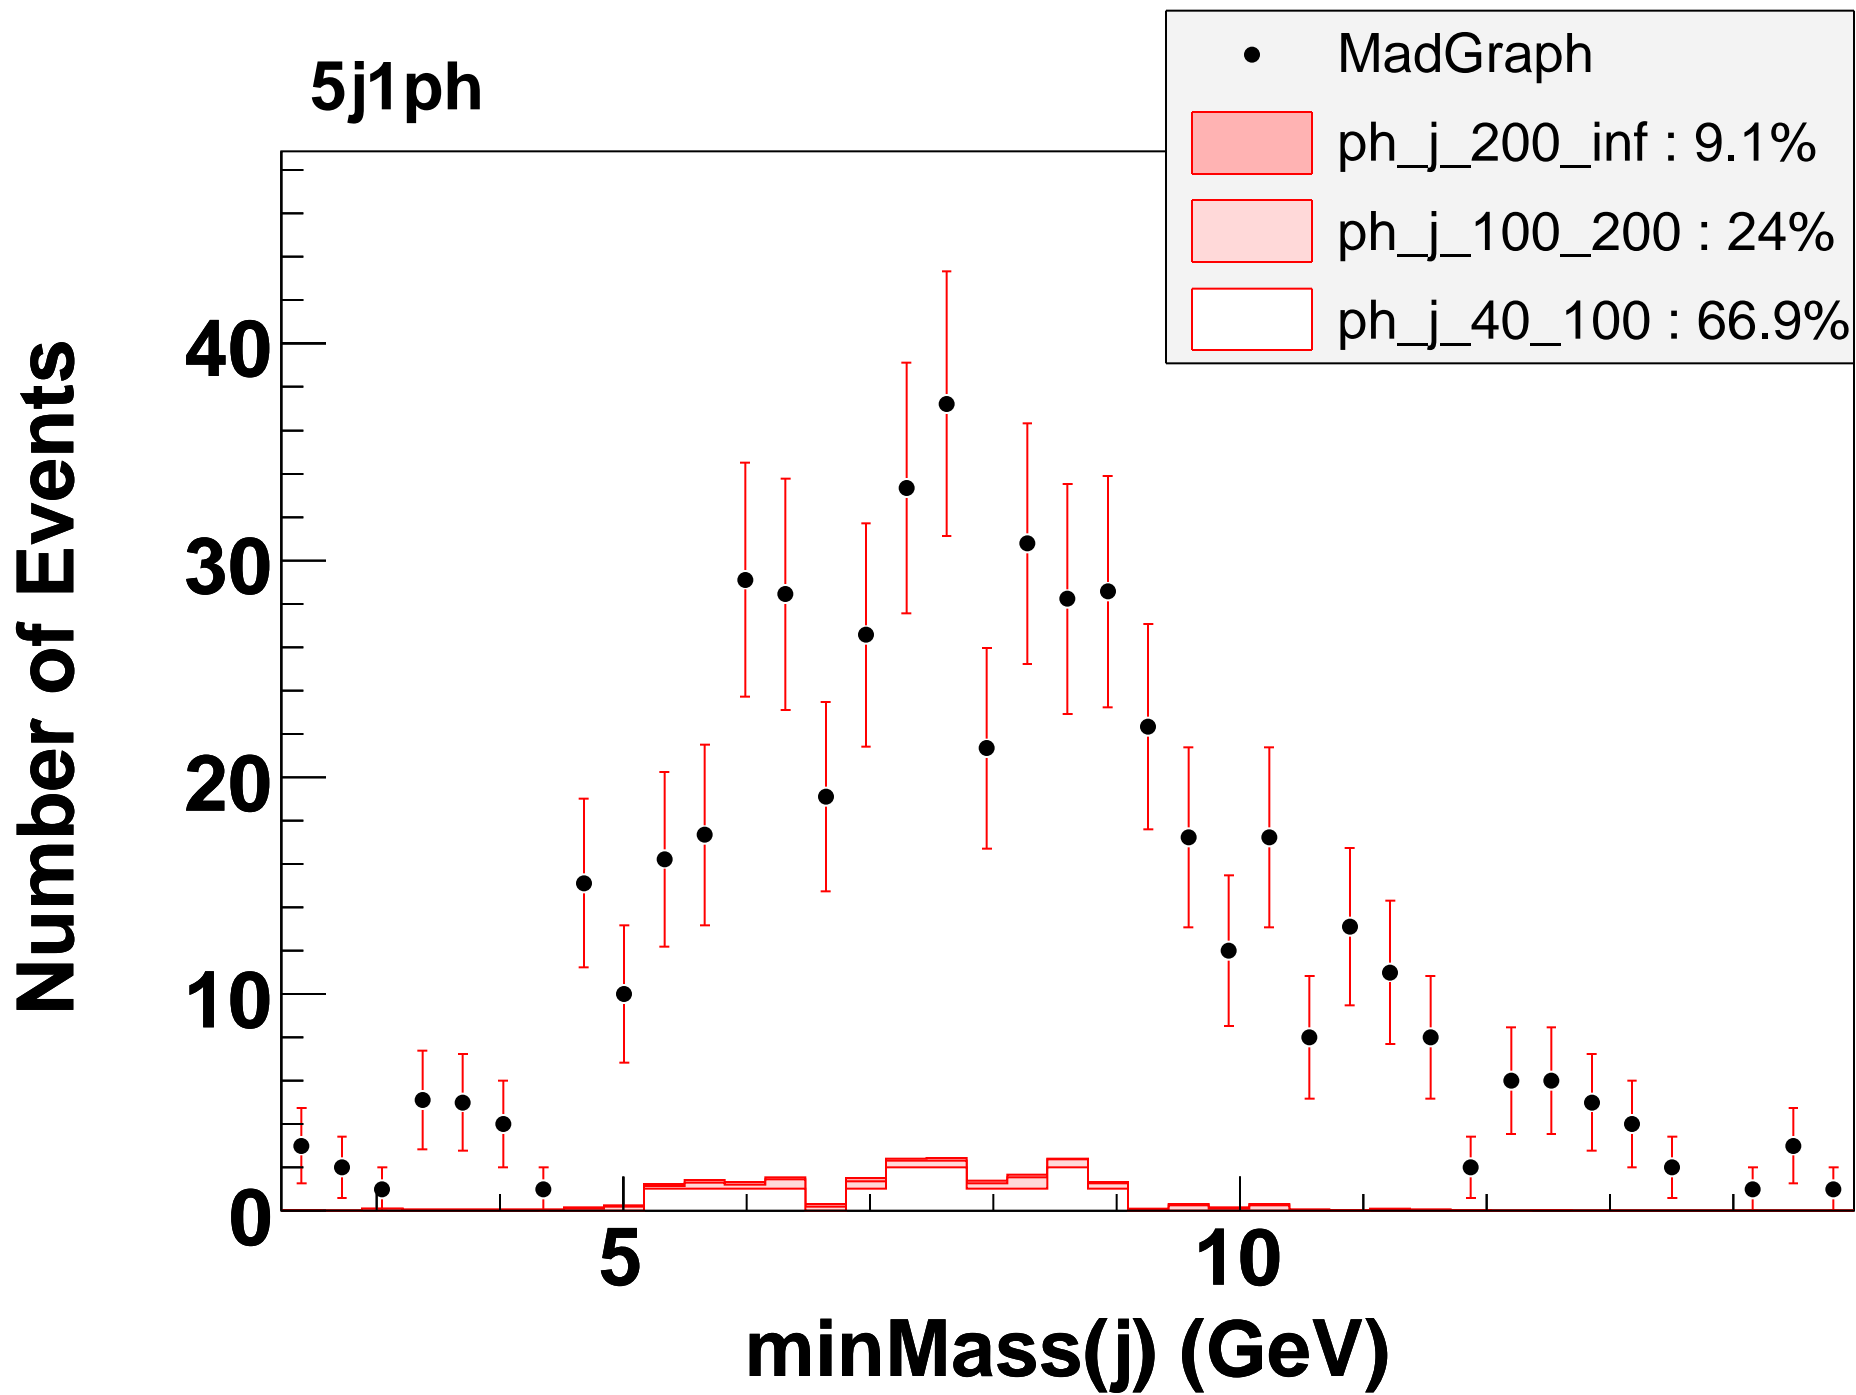 5j1ph
MadGraph
ph_j_200_inf : 9.1%
ph_j_100_200 : 24%
ph_j_40_100 : 66.9%
Number of Events
40
30
20
10
0
5
10
minMass(j) (GeV)